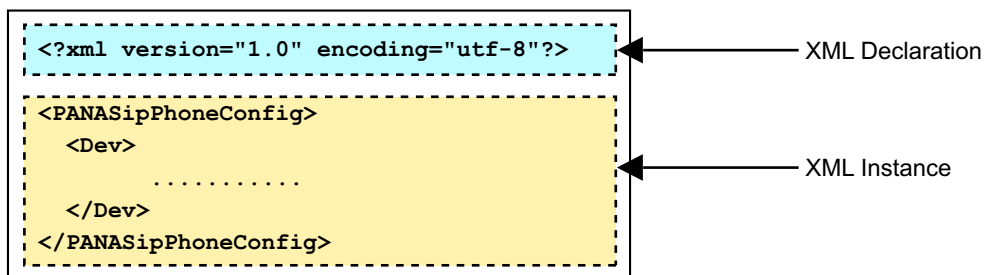 <?xml version="1.0" encoding="utf-8"?>
XML Declaration
<PANASipPhoneConfig>
<Dev>
...........
XML Instance
</Dev>
</PANASipPhoneConfig>